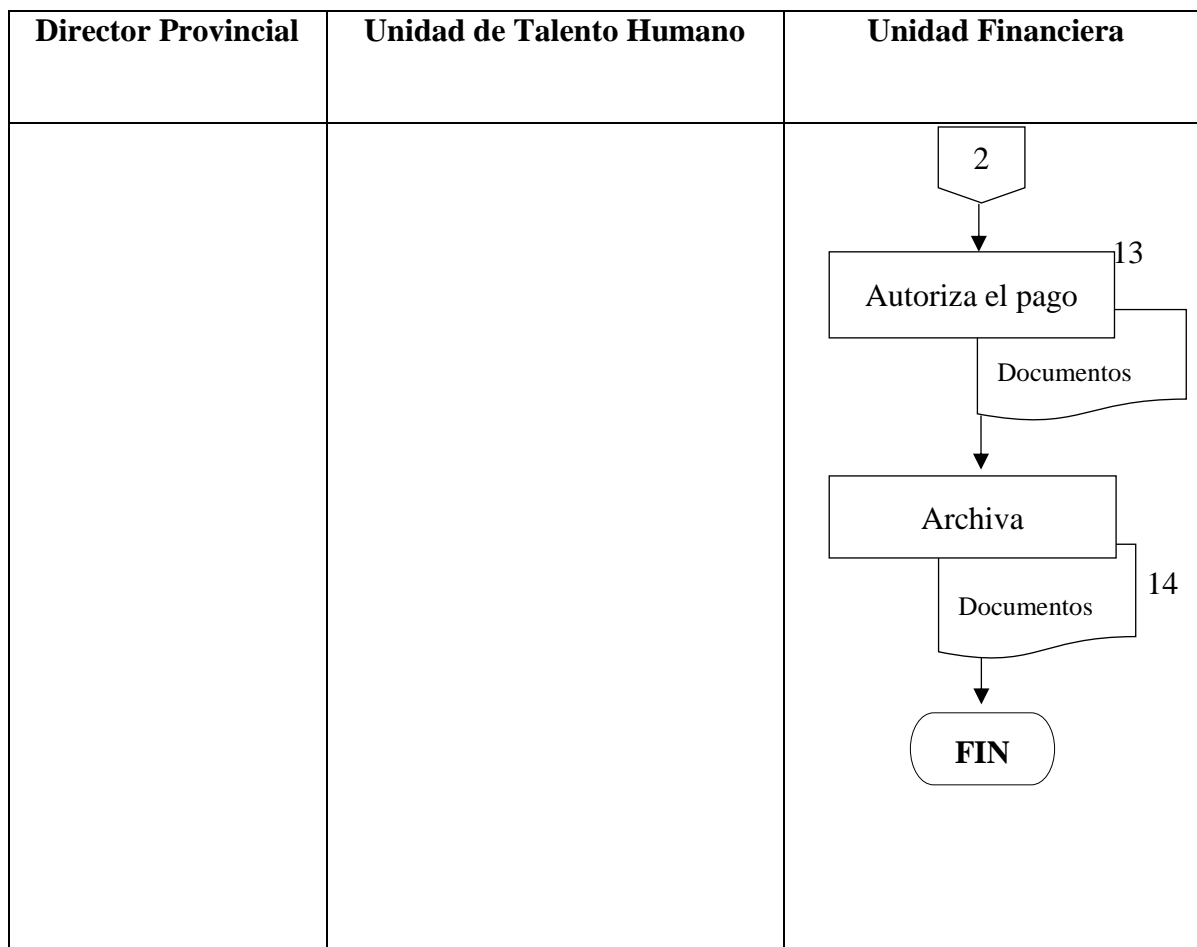 Director Provincial
Unidad de Talento Humano
Unidad Financiera
2
13
Autoriza el pago
Documentos
Archiva
14
Documentos
FIN